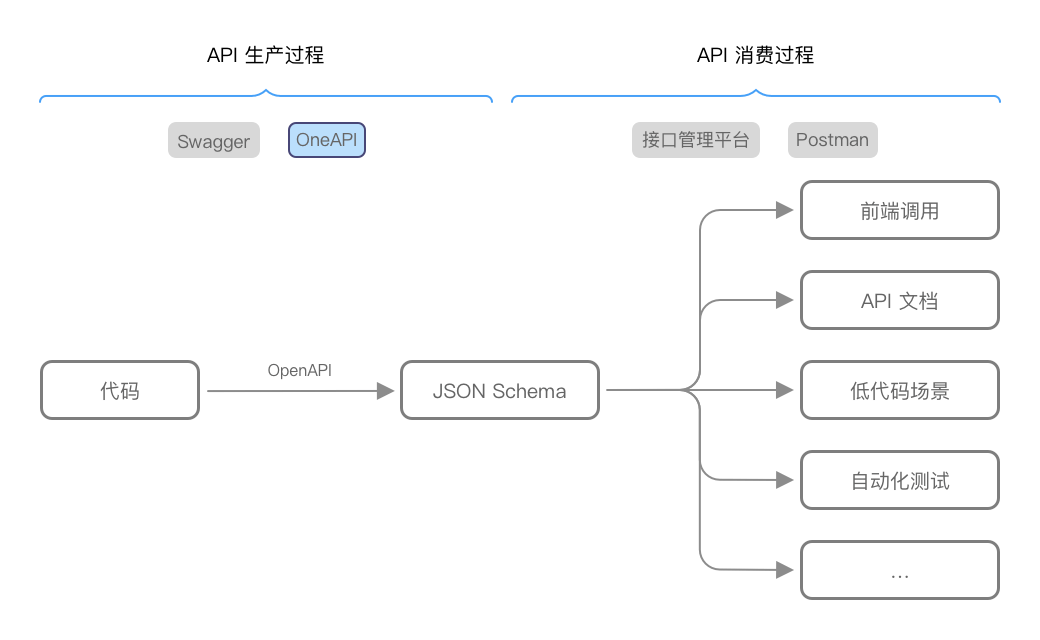 API 生产过程
API 消费过程
Swagger
OneAPI
接口管理平台
Postman
前端调用
API 文档
代码
OpenAPI
JSON Schema
低代码场景
自动化测试
...